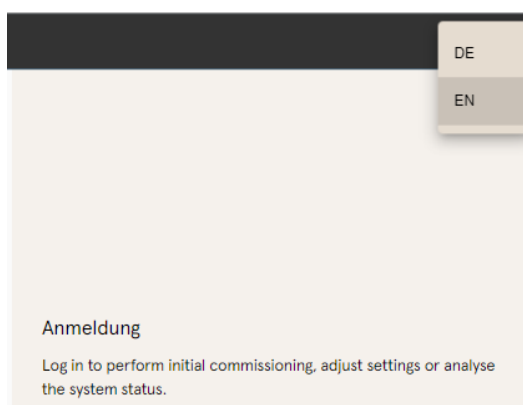 DE
EN
Anmeldung
Log in to perform initial commissioning, adjust settings or analyse
the system status.